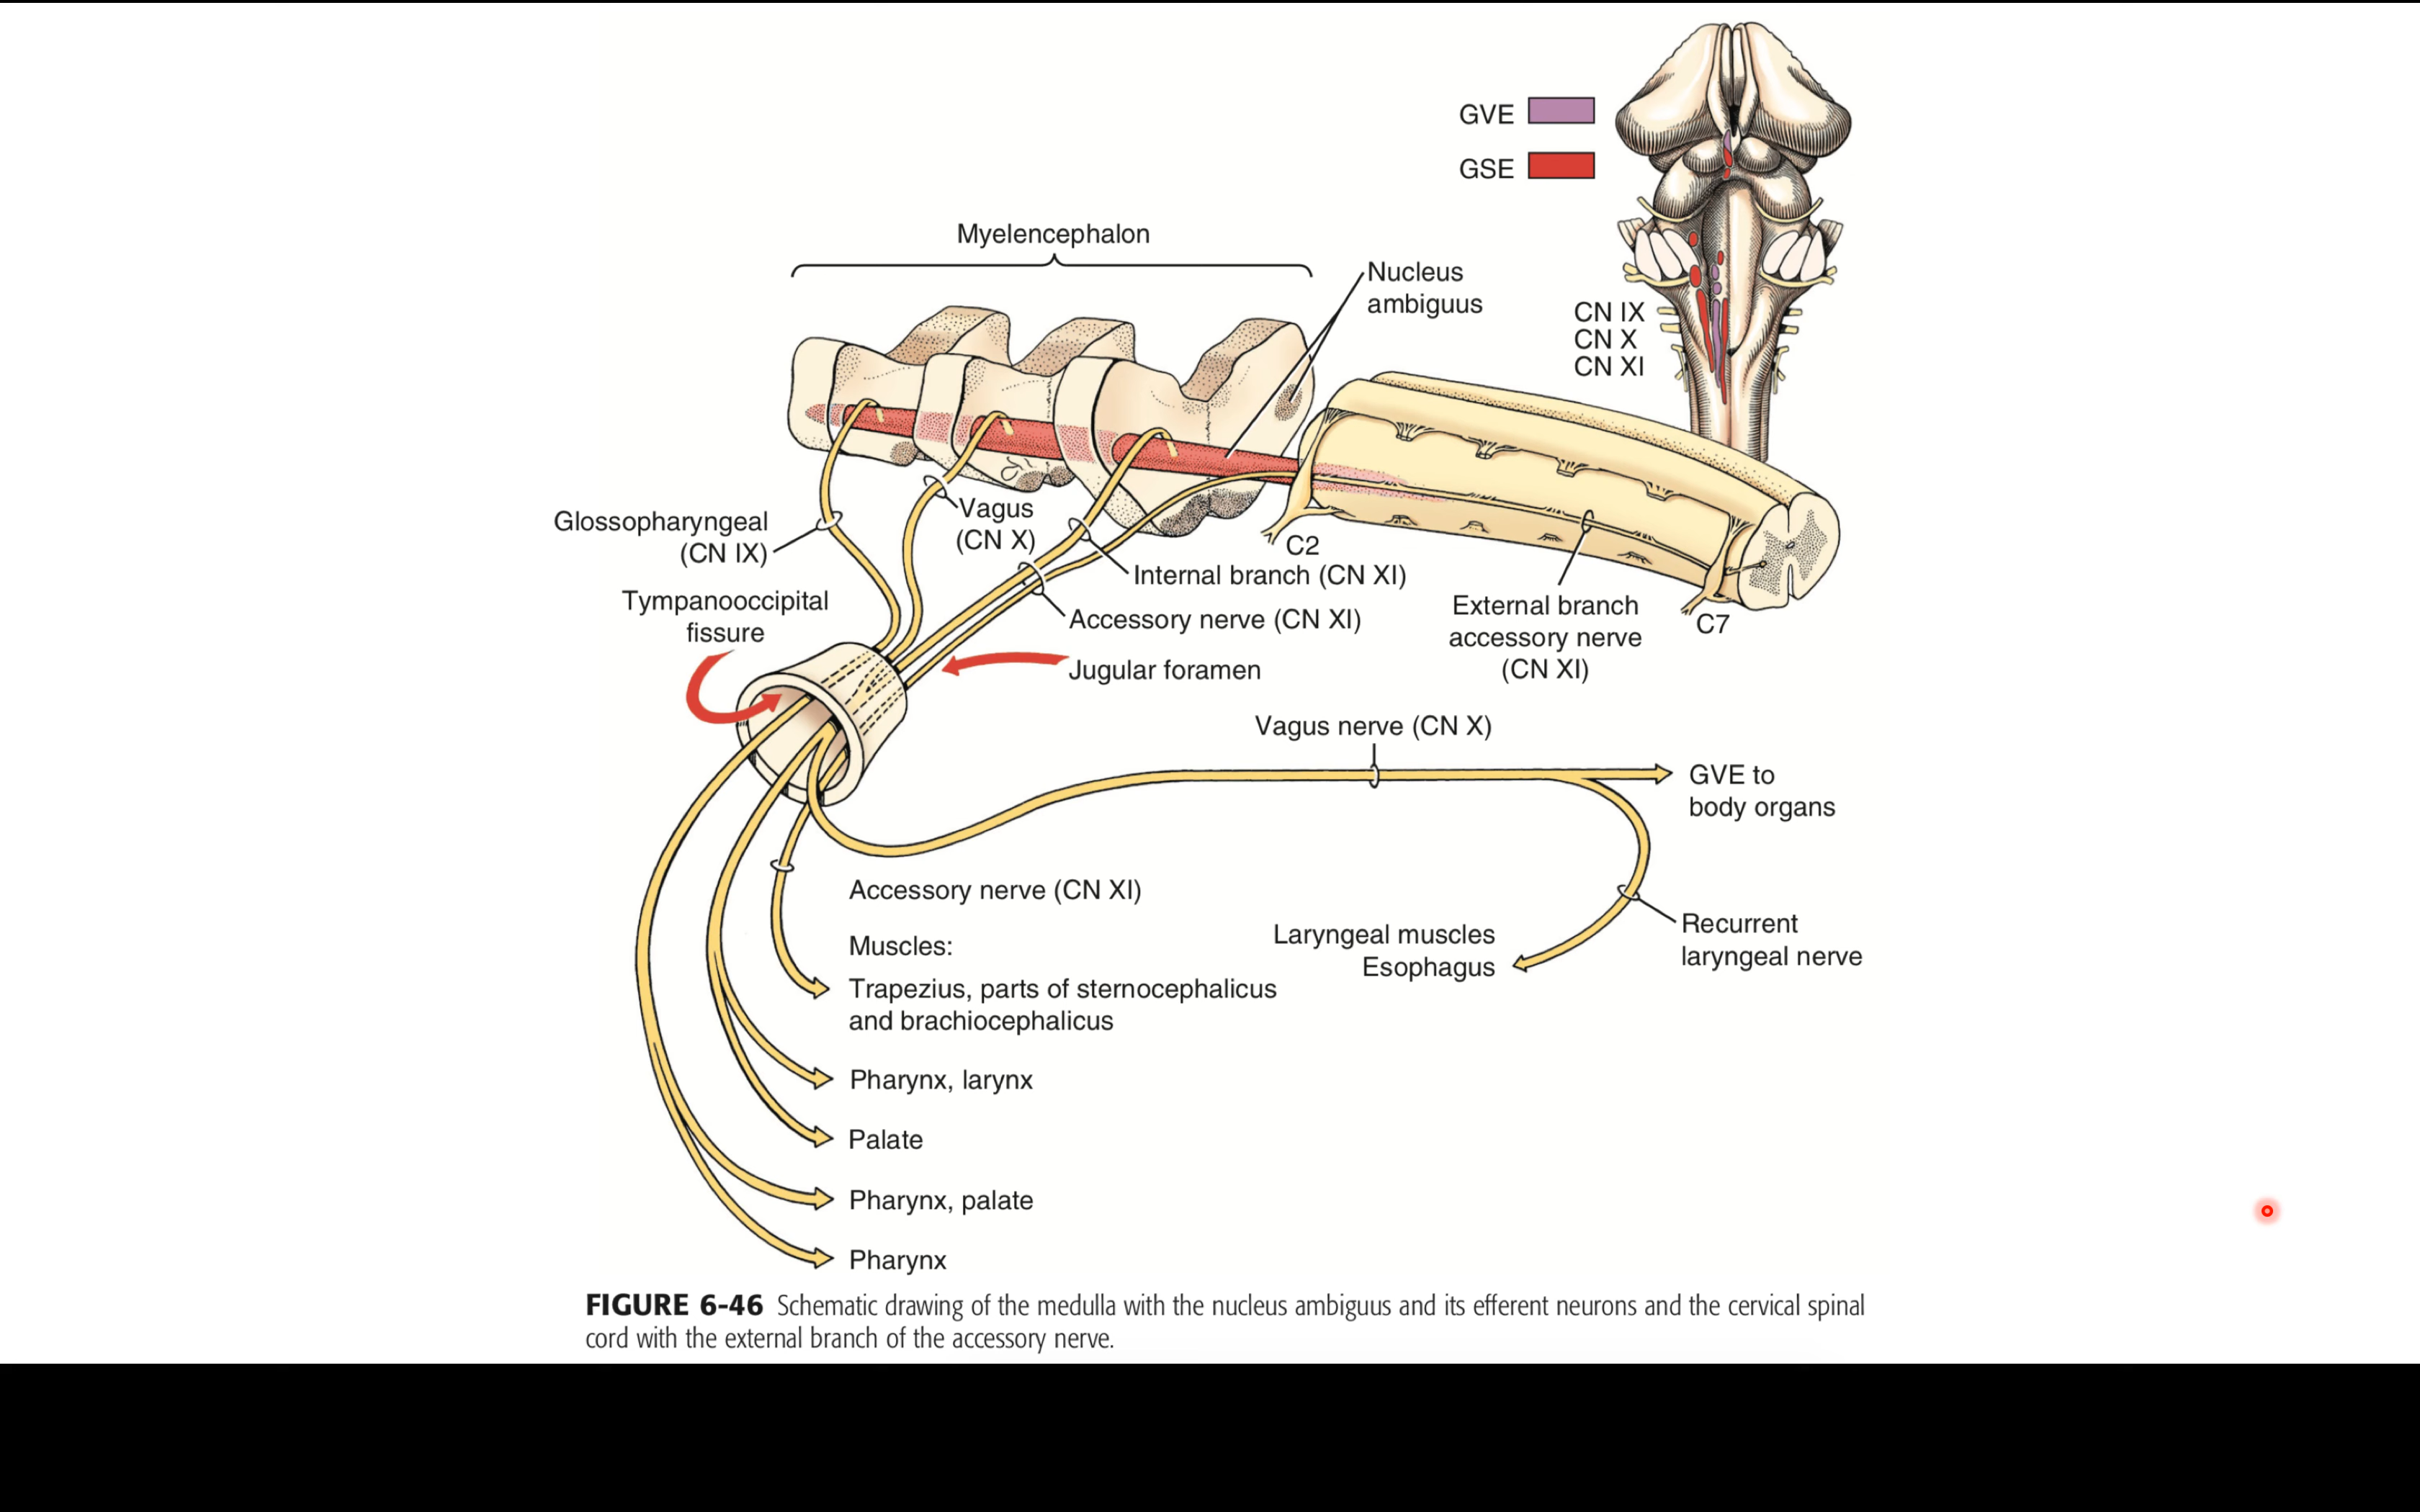 GVE
GSE
Myelencephalon
Nucleus
ambiguus
CN IX
CN X
CN XI
Glossopharyngeal
(CN IX)
Vagus
(CN X)
C2
Internal branch (CN XI)
Tympanooccipital
fissure
Accessory nerve (CN XI)
External branch
accessory nerve
(CN XI)
C7
Jugular foramen
Vagus nerve (CN X)
GVE to
body organs
Accessory nerve (CN XI)
Muscles:
Trapezius, parts of sternocephalicus
and brachiocephalicus
Laryngeal muscles
Esophagus
Recurrent
laryngeal nerve
Pharynx, larynx
Palate
Pharynx, palate
Pharynx
FIGURE 6-46 Schematic drawing of the medulla with the nucleus ambiguus and its efferent neurons and the cervical spinal
cord with the external branch of the accessory nerve.